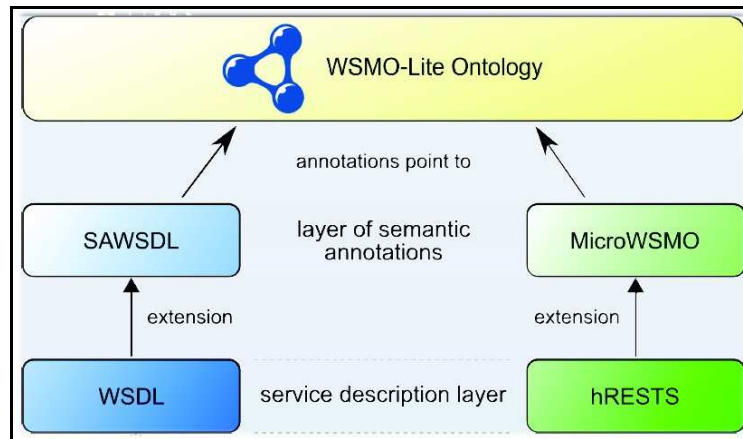 WSMO-Lite Ontology
annotations point to
SAWSDL
layer of semantic
annotations
MicroWSMO
extension
extension
WSDL
service description layer
hRESTS